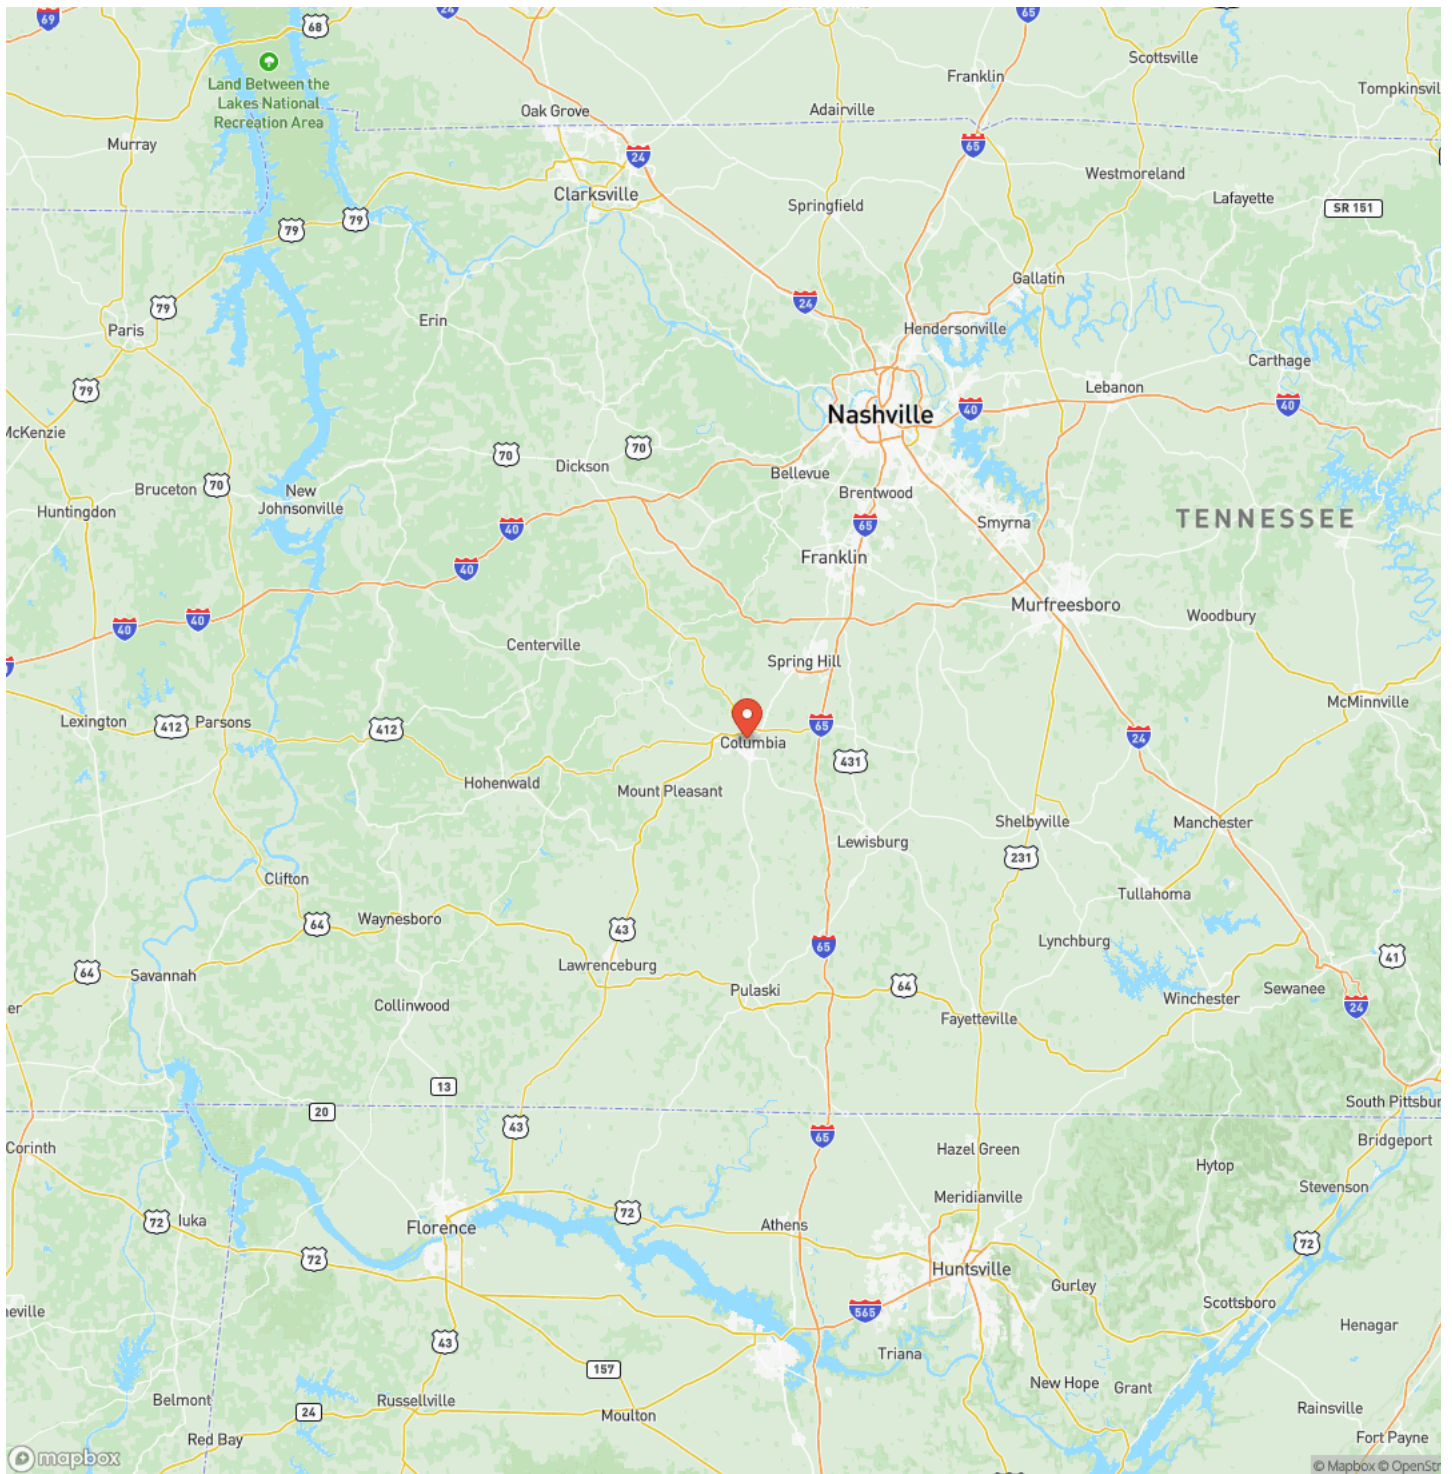 69
24
65
68
Scottsville
Franklin
Land Between the
Lakes National
Recreation Area
Oak Grove
Adairville
Murray
65
24
Westmoreland
Clarksville
Lafayette
SR 151
Springfield
79
79
Gallatin
24
79
Erin
Paris
Hendersonville
Carthage
79
Lebanon
40
40
Nashville
McKenzie
70
70
Dickson
Bellevue
Bruceton
70
New
Johnsonville
Brentwood
Huntingdon
40
65
Smyrna
TENNESSEE
Franklin
40
Murfreesboro
40
40
Woodbury
Centerville
Spring Hill
McMinnville
Lexington
412
Parsons
412
65
24
Columbia
431
Hohenwald
Mount Pleasant
Shelbyville
Manchester
Lewisburg
231
Clifton
Tullahoma
64
Waynesboro
43
65
Lynchburg
41
Lawrenceburg
64
Savannah
64
Pulaski
Sewanee
Winchester
Collinwood
24
er
Fayetteville
13
20
South Pittsbur
43
65
Bridgeport
Corinth
Hazel Green
Hytop
Stevenson
Meridianville
72
Iuka
72
Athens
Florence
72
72
Huntsville
Gurley
Scottsboro
neville
565
Henagar
43
Triana
157
New Hope
Grant
Belmont
Russellville
24
Moulton
Rainsville
Red Bay
Fort Payne
mapbox
© Mapbox © OpenStr